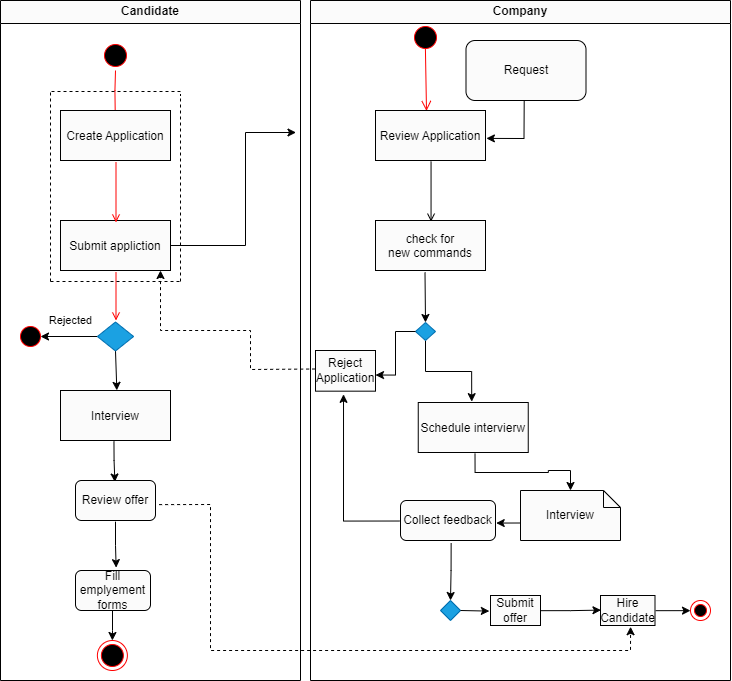 Candidate
Company
Request
Create Application
Review Application
Submit appliction
check for
new commands
Rejected
Reject
Application
Interview
Schedule intervierw
Review offer
Collect feedback
Interview
Fill
emplyement
forms
Submit
offer
Hire
Candidate